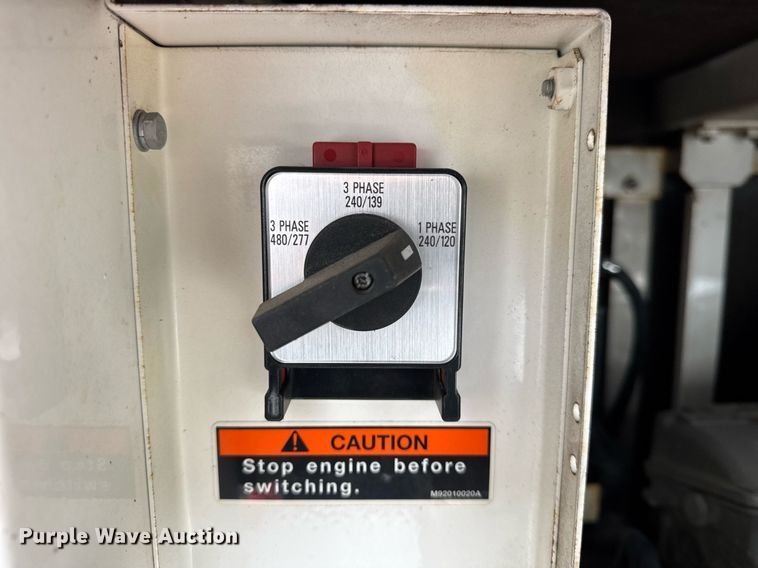 3 PHASE
240/139
3 PHASE
480/277
1 PHASE
240/120
CAUTION
Stop engine before
switching.
M92010020A
Purple Wave Auction